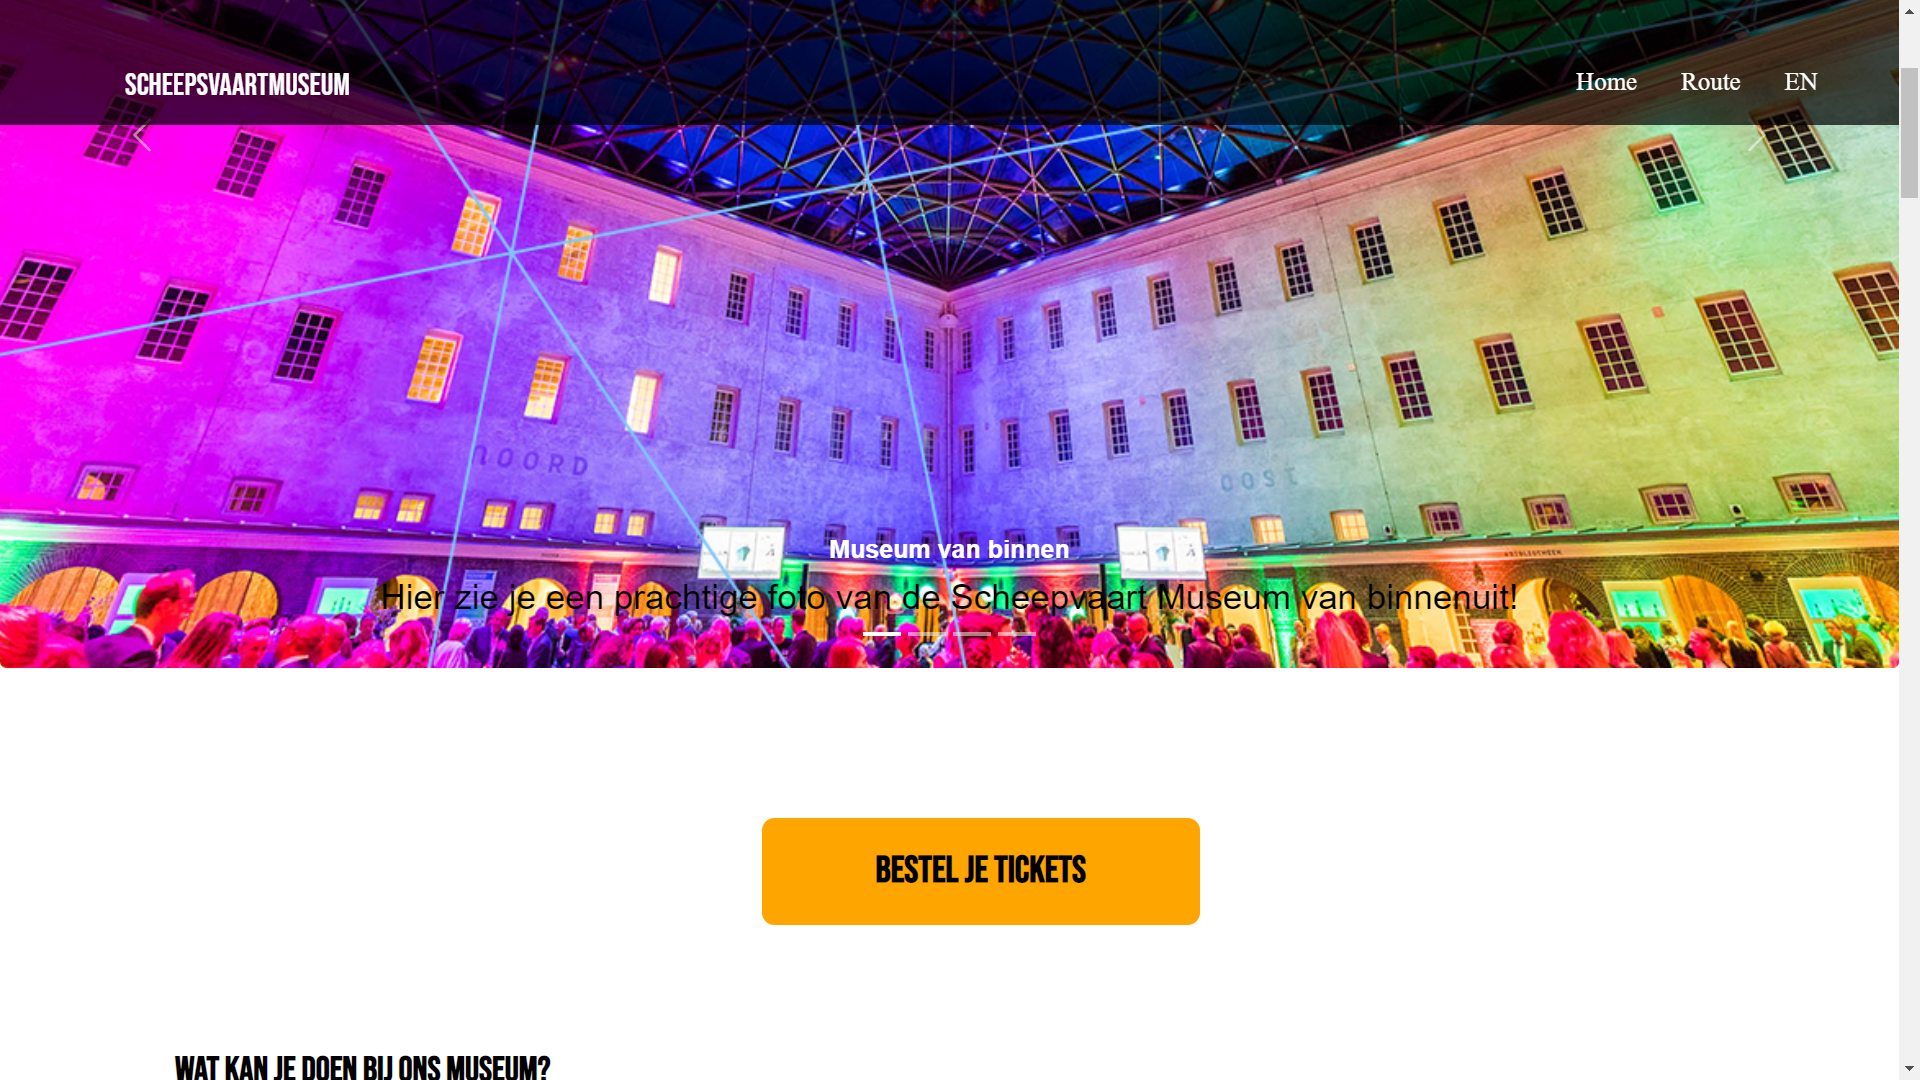 SCHEEPSVAARTMUSEUM
Home Route EN
NOORD
OOST
Museum van binnen
Hier zie je een prachtige foto van de Scheepvaart Museum van binnenuit!
BESTEL JE TICKETS
WAT KAN JE DOEN BIJ ONS MUSEUM?